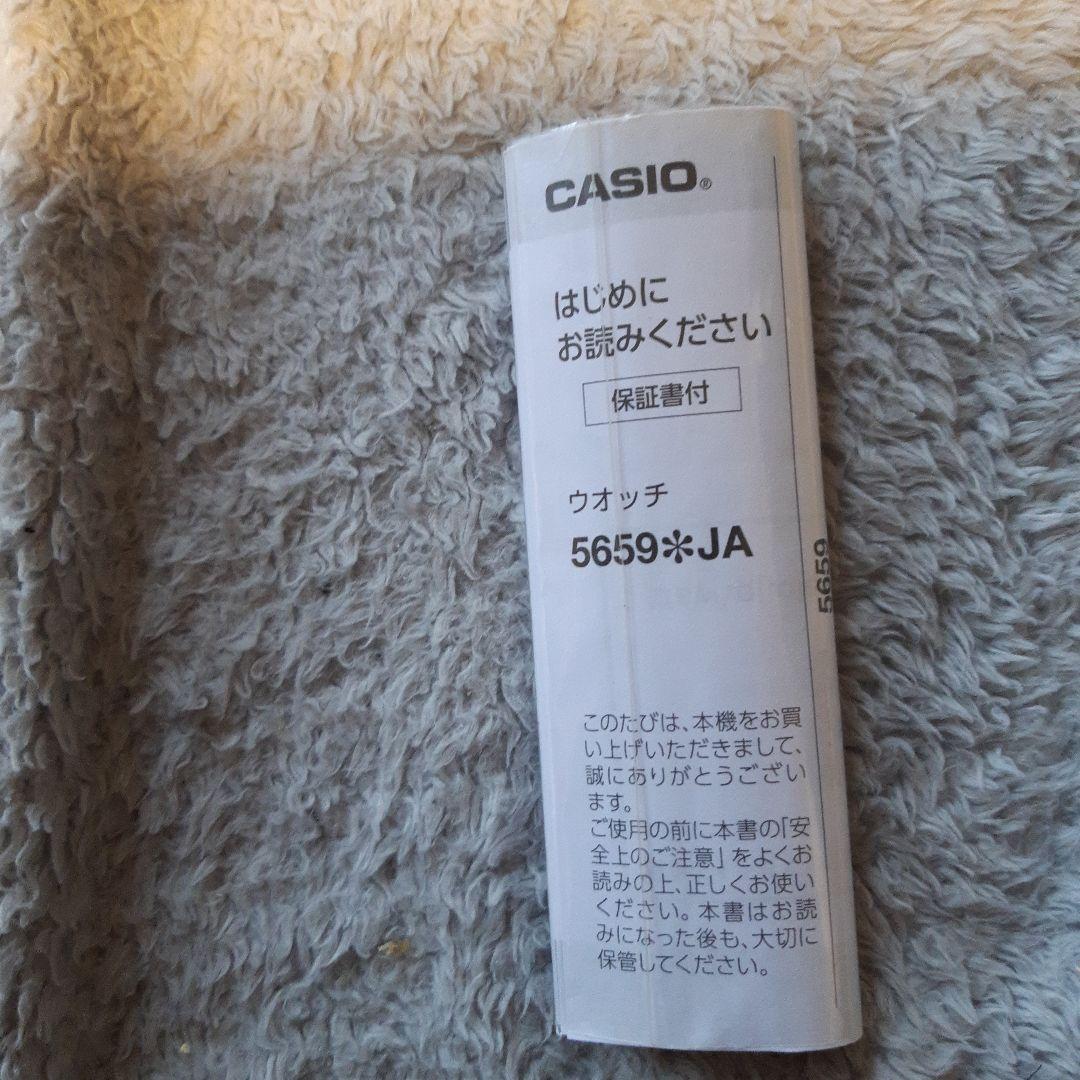 CASIO®
はじめに
お読みください
保証書付
ウオッチ
5659✻JA
5659
このたびは、本機をお買
い上げいただきまして、
誠にありがとうござい
ます。
ご使用の前に本書の「安
全上のご注意」をよくお
読みの上、正しくお使い
ください。本書はお読
みになった後も、大切に
保管してください。